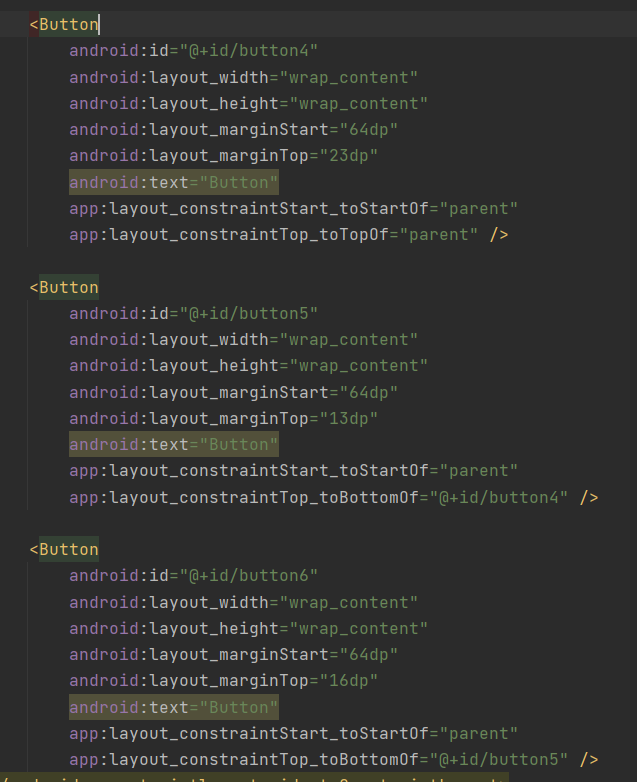 <Button
android:id="@+id/button4"
android:layout_width="wrap_content"
android:layout_height="wrap_content"
android:layout_marginStart="64dp"
android:layout_marginTop="23dp"
android:text="Button"
app:layout_constraintStart_toStartOf="parent"
app:layout_constraintTop_toTopOf="parent" />
<Button
android:id="@+id/button5"
android:layout_width="wrap_content"
android:layout_height="wrap_content"
android:layout_marginStart="64dp"
android:layout_marginTop="13dp"
android:text="Button"
app:layout_constraintStart_toStartOf="parent"
app:layout_constraintTop_toBottomOf="@+id/button4" />
<Button
android:id="@+id/button6"
android:layout_width="wrap_content"
android:layout_height="wrap_content"
android:layout_marginStart="64dp"
android:layout_marginTop="16dp"
android:text="Button"
app:layout_constraintStart_toStartOf="parent"
app:layout_constraintTop_toBottomOf="@+id/button5" />